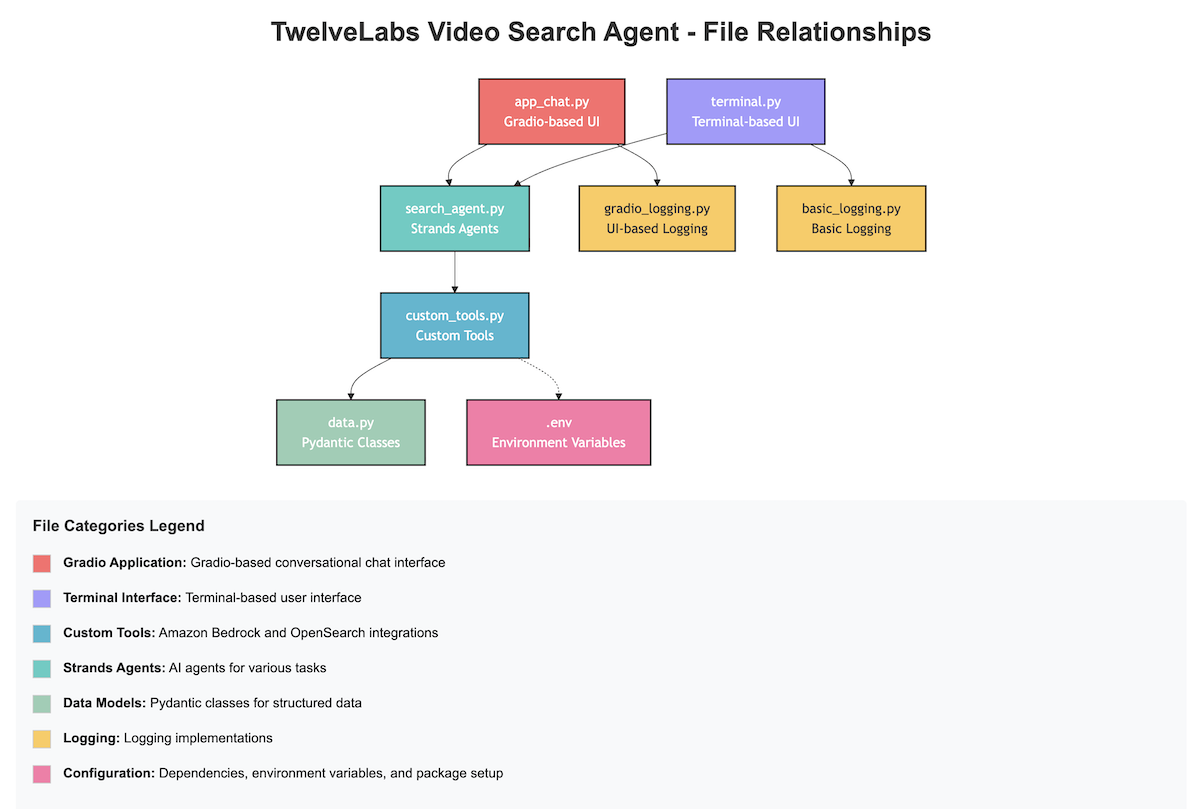 TwelveLabs Video Search Agent - File Relationships
app_chat.py
Gradio-based UI
terminal.py
Terminal-based UI
search_agent.py
Strands Agents
gradio_logging.py
UI-based Logging
basic_logging.py
Basic Logging
custom_tools.py
Custom Tools
data.py
Pydantic Classes
.env
Environment Variables
File Categories Legend
Gradio Application: Gradio-based conversational chat interface
Terminal Interface: Terminal-based user interface
Custom Tools: Amazon Bedrock and OpenSearch integrations
Strands Agents: AI agents for various tasks
Data Models: Pydantic classes for structured data
Logging: Logging implementations
Configuration: Dependencies, environment variables, and package setup